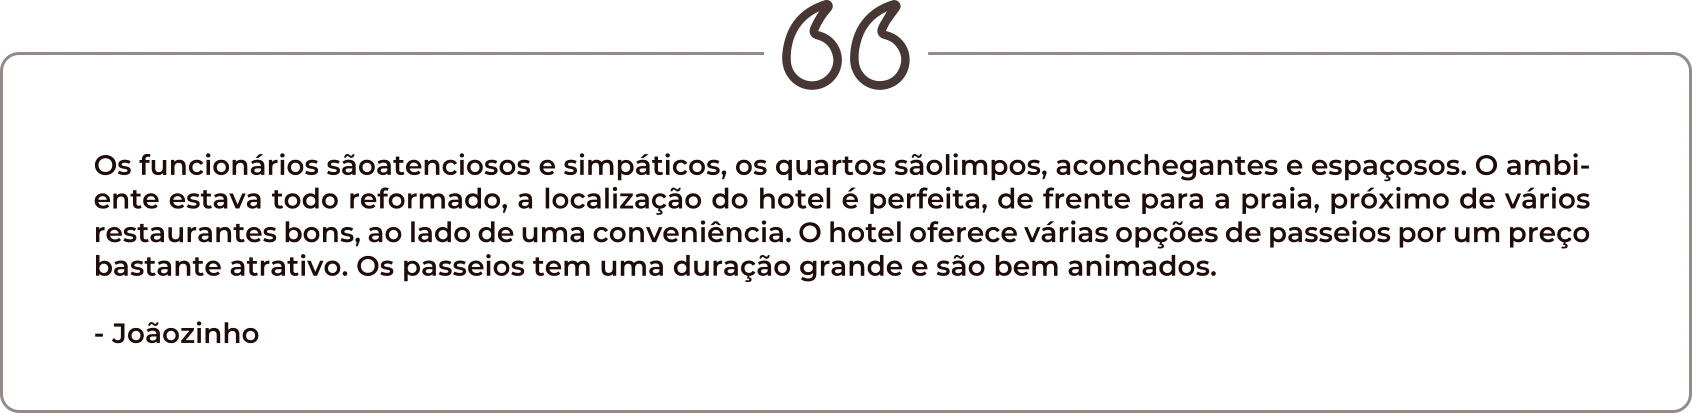 Os funcionários sãoatenciosos e simpáticos, os quartos sãolimpos, aconchegantes e espaçosos. O ambi-
ente estava todo reformado, a localização do hotel é perfeita, de frente para a praia, próximo de vários
restaurantes bons, ao lado de uma conveniência. O hotel oferece várias opções de passeios por um preço
bastante atrativo. Os passeios tem uma duração grande e são bem animados.
- Joãozinho